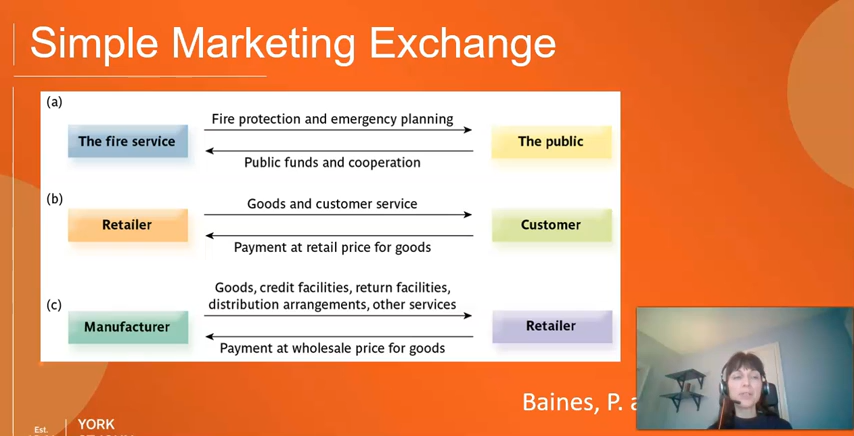 Simple Marketing Exchange
(a)
Fire protection and emergency planning
The fire service
The public
Public funds and cooperation
(b)
Goods and customer service
Retailer
Customer
Payment at retail price for goods
Goods, credit facilities, return facilities,
distribution arrangements, other services
(c)
Manufacturer
Retailer
Payment at wholesale price for goods
Baines, P.
Est.
YORK